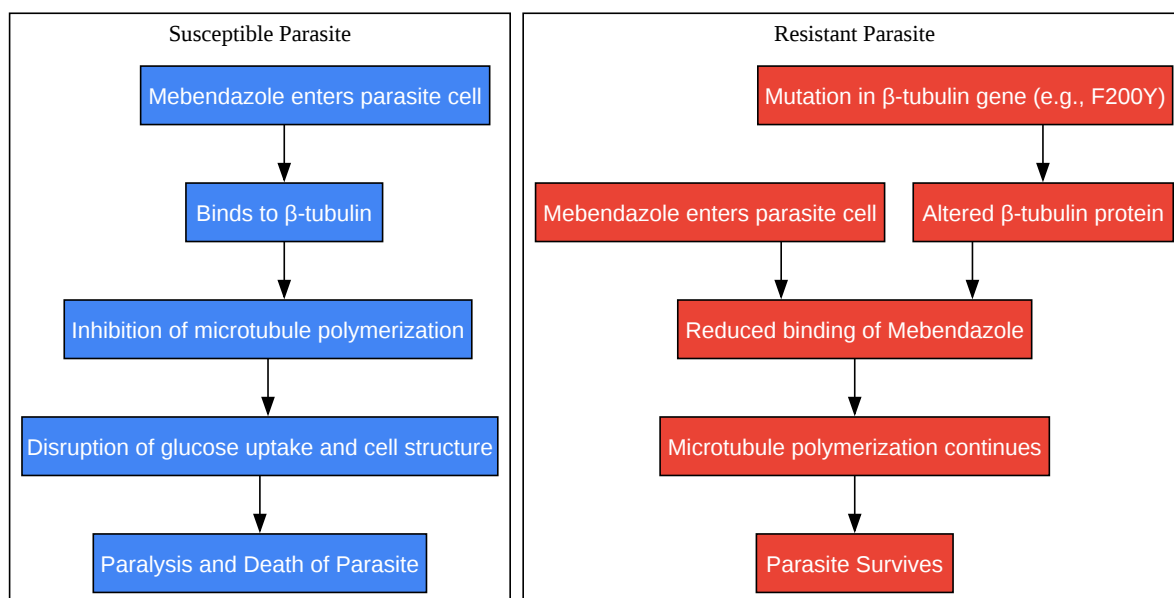 Susceptible Parasite
Mebendazole enters parasite cell
Binds to β-tubulin
Inhibition of microtubule polymerization
Disruption of glucose uptake and cell structure
Paralysis and Death of Parasite
Resistant Parasite
Mutation in β-tubulin gene (e.g., F200Y)
Mebendazole enters parasite cell
Altered β-tubulin protein
Reduced binding of Mebendazole
Microtubule polymerization continues
Parasite Survives